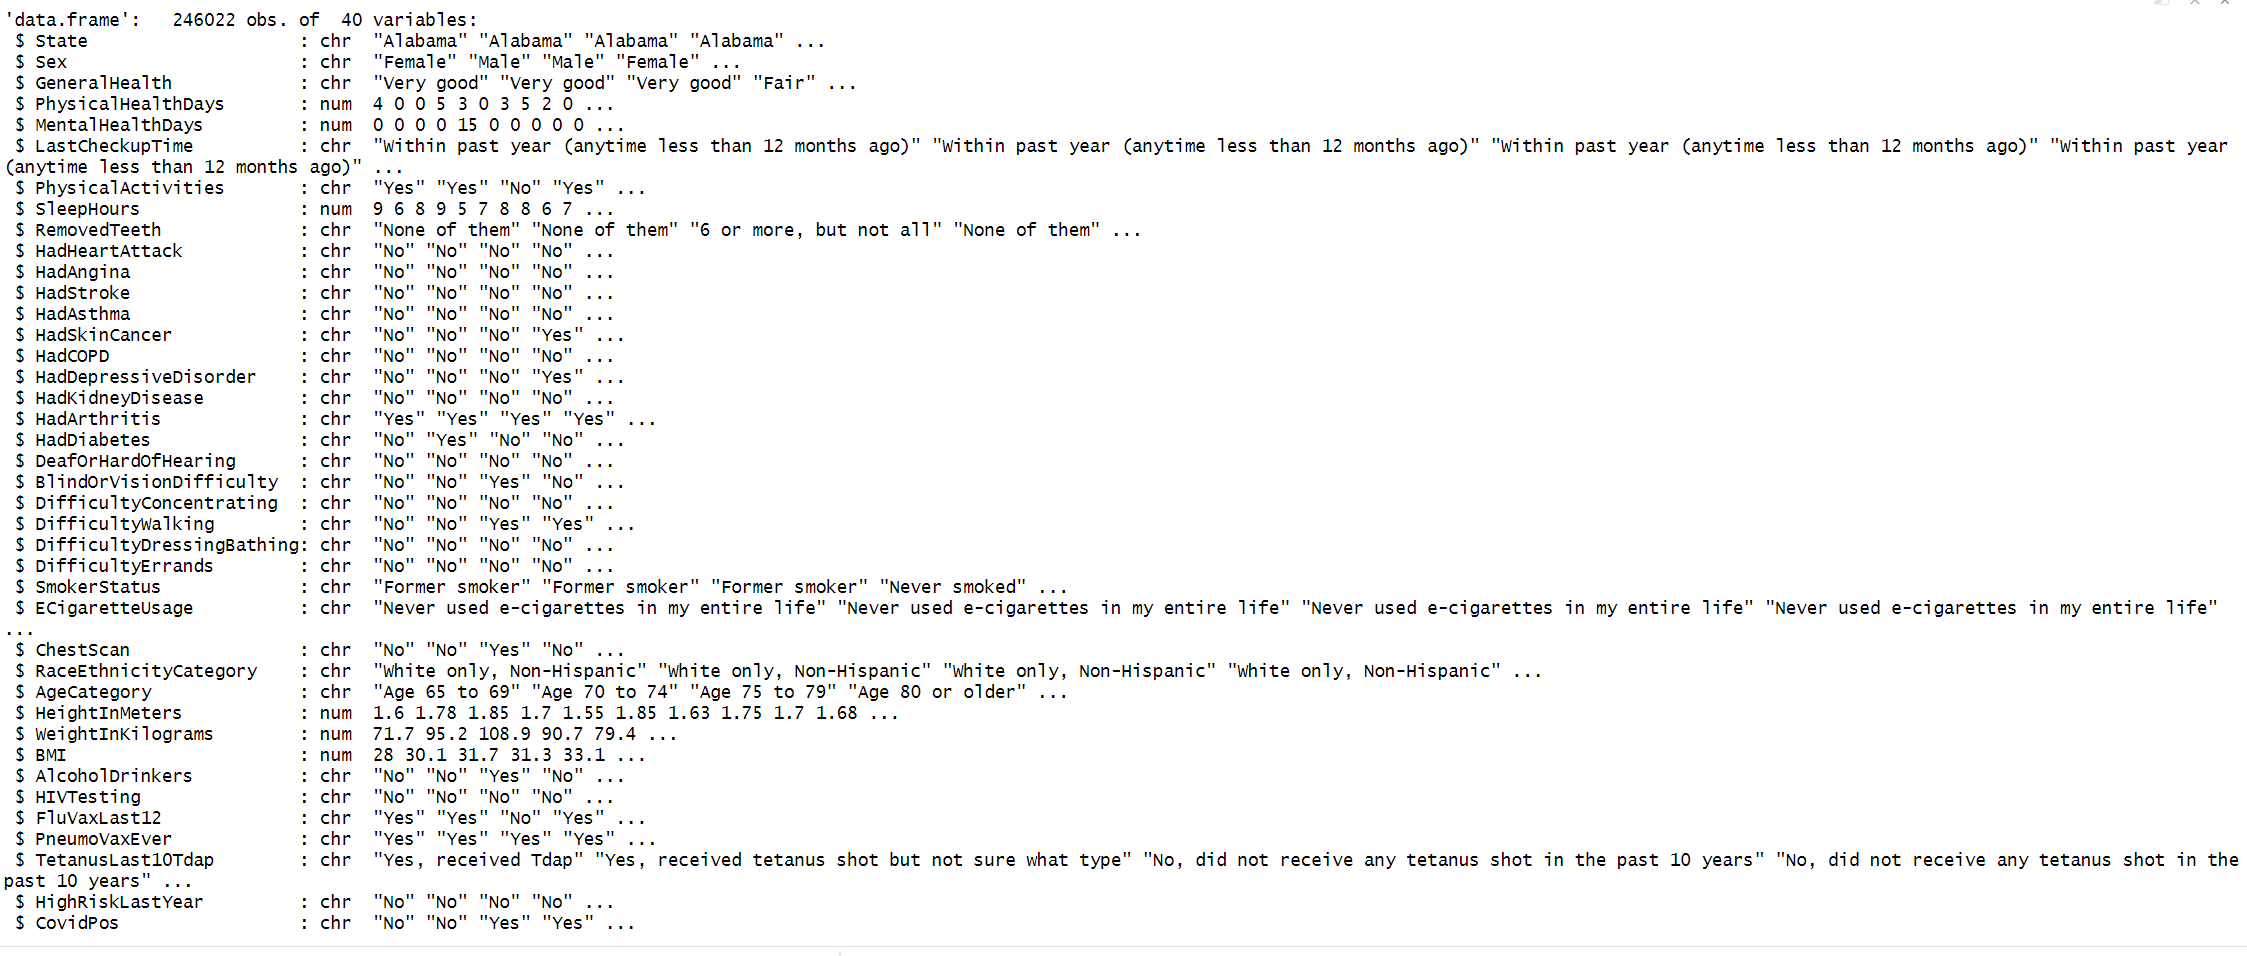 'data.frame':   246022 obs. of  40 variables:
 $ State                     : chr  "Alabama" "Alabama" "Alabama" "Alabama" ...
 $ Sex                       : chr  "Female" "Male" "Male" "Female" ...
 $ GeneralHealth             : chr  "Very good" "Very good" "Very good" "Fair" ...
 $ PhysicalHealthDays        : num  4 0 0 5 3 0 3 5 2 0 ...
 $ MentalHealthDays          : num  0 0 0 0 15 0 0 0 0 0 ...
 $ LastCheckupTime           : chr  "Within past year (anytime less than 12 months ago)" "Within past year (anytime less than 12 months ago)" "Within past year (anytime less than 12 months ago)" "Within past year
(anytime less than 12 months ago)" ...
 $ PhysicalActivities        : chr  "Yes" "Yes" "No" "Yes" ...
 $ SleepHours                : num  9 6 8 9 5 7 8 8 6 7 ...
 $ RemovedTeeth              : chr  "None of them" "None of them" "6 or more, but not all" "None of them" ...
 $ HadHeartAttack            : chr  "No" "No" "No" "No" ...
 $ HadAngina                 : chr  "No" "No" "No" "No" ...
 $ HadStroke                 : chr  "No" "No" "No" "No" ...
 $ HadAsthma                 : chr  "No" "No" "No" "No" ...
 $ HadSkinCancer             : chr  "No" "No" "No" "Yes" ...
 $ HadCOPD                   : chr  "No" "No" "No" "No" ...
 $ HadDepressiveDisorder     : chr  "No" "No" "No" "Yes" ...
 $ HadKidneyDisease          : chr  "No" "No" "No" "No" ...
 $ HadArthritis              : chr  "Yes" "Yes" "Yes" "Yes" ...
 $ HadDiabetes               : chr  "No" "Yes" "No" "No" ...
 $ DeafOrHardOfHearing       : chr  "No" "No" "No" "No" ...
 $ BlindOrVisionDifficulty   : chr  "No" "No" "Yes" "No" ...
 $ DifficultyConcentrating   : chr  "No" "No" "No" "No" ...
 $ DifficultyWalking         : chr  "No" "No" "Yes" "Yes" ...
 $ DifficultyDressingBathing: chr  "No" "No" "No" "No" ...
 $ DifficultyErrands         : chr  "No" "No" "No" "No" ...
 $ SmokerStatus              : chr  "Former smoker" "Former smoker" "Former smoker" "Never smoked" ...
 $ ECigaretteUsage           : chr  "Never used e-cigarettes in my entire life" "Never used e-cigarettes in my entire life" "Never used e-cigarettes in my entire life" "Never used e-cigarettes in my entire life"
...
 $ ChestScan                 : chr  "No" "No" "Yes" "No" ...
 $ RaceEthnicityCategory     : chr  "White only, Non-Hispanic" "White only, Non-Hispanic" "White only, Non-Hispanic" "White only, Non-Hispanic" ...
 $ AgeCategory               : chr  "Age 65 to 69" "Age 70 to 74" "Age 75 to 79" "Age 80 or older" ...
 $ HeightInMeters            : num  1.6 1.78 1.85 1.7 1.55 1.85 1.63 1.75 1.7 1.68 ...
 $ WeightInKilograms         : num  71.7 95.2 108.9 90.7 79.4 ...
 $ BMI                       : num  28 30.1 31.7 31.3 33.1 ...
 $ AlcoholDrinkers           : chr  "No" "No" "Yes" "No" ...
 $ HIVTesting                : chr  "No" "No" "No" "No" ...
 $ FluVaxLast12              : chr  "Yes" "Yes" "No" "Yes" ...
 $ PneumoVaxEver             : chr  "Yes" "Yes" "Yes" "Yes" ...
 $ TetanusLast10Tdap         : chr  "Yes, received Tdap" "Yes, received tetanus shot but not sure what type" "No, did not receive any tetanus shot in the past 10 years" "No, did not receive any tetanus shot in the
past 10 years" ...
 $ HighRiskLastYear          : chr  "No" "No" "No" "No" ...
 $ CovidPos                  : chr  "No" "No" "Yes" "Yes" ...